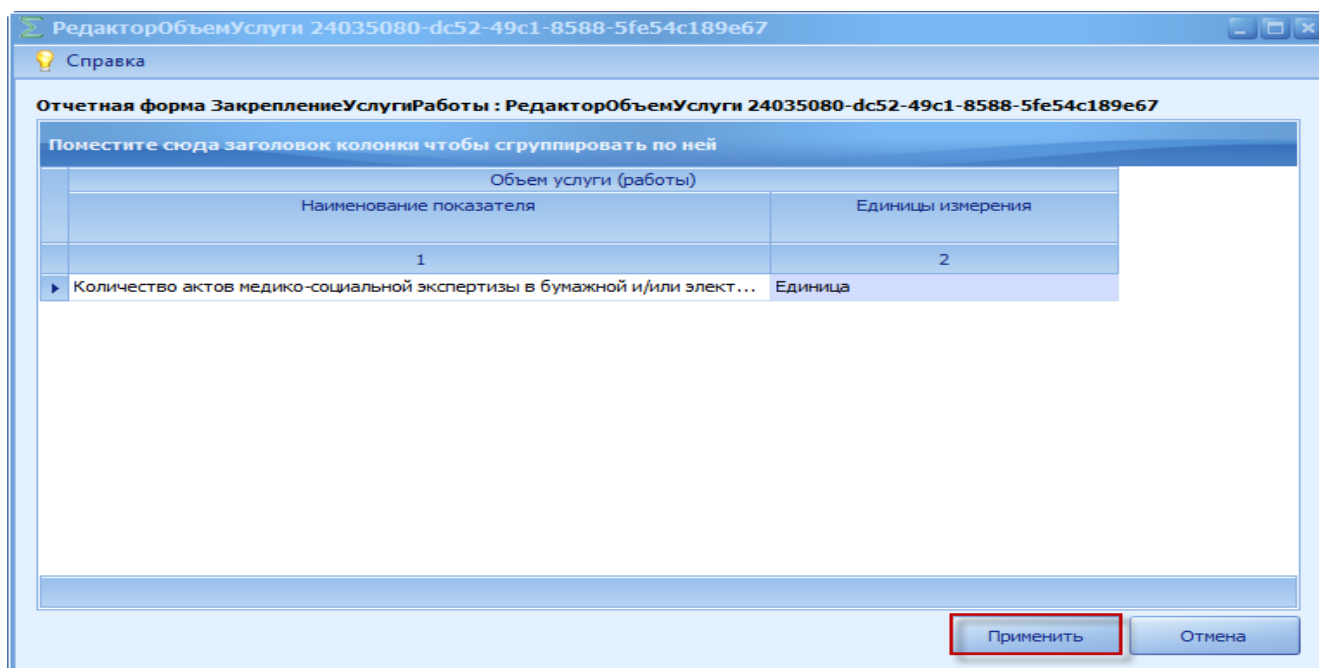 РедакторОбъемУслуги 24035080-dc52-49c1-8588-5fe54c189e67
Справка
Отчетная форма ЗакреплениеУслугиРаботы : РедакторОбъемУслуги 24035080-dc52-49c1-8588-5fe54c189e67
Поместите сюда заголовок колонки чтобы сгруппировать по ней
Объем услуги (работы)
Наименование показателя Единицы измерения
1 2
Количество актов медико-социальной экспертизы в бумажной и/или элект... Единица
Применить Отмена